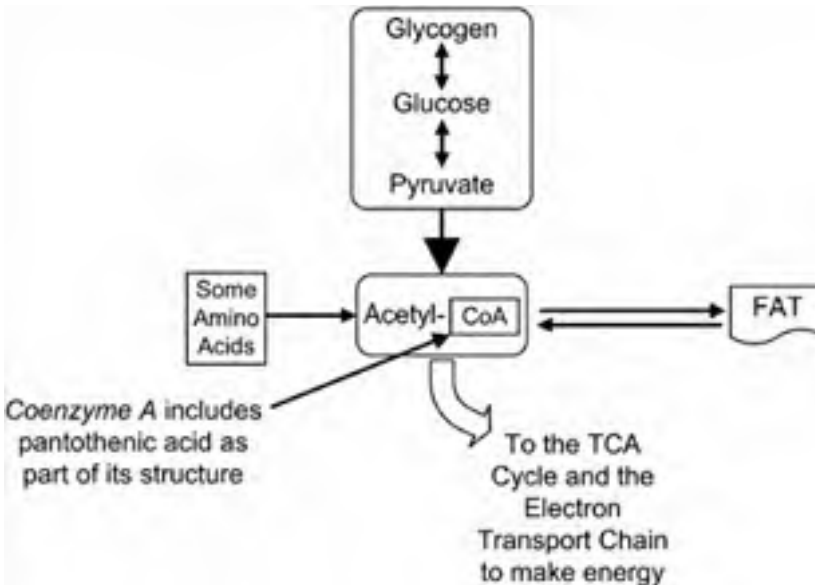 Glycogen
Glucose
Pyruvate
Some
Amino
Acids
Acetyl-
CoA
FAT
Coenzyme A includes
pantothenic acid as
part of its structure
To the TCA
Cycle and the
Electron
Transport Chain
to make energy